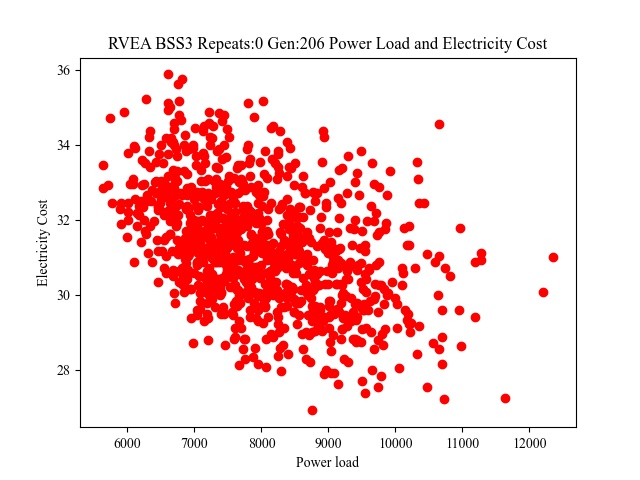 RVEA BSS3 Repeats:0 Gen:206 Power Load and Electricity Cost
36
34
32
30
28
Electricity Cost
6000 7000 8000 9000 10000 11000 12000
Power load